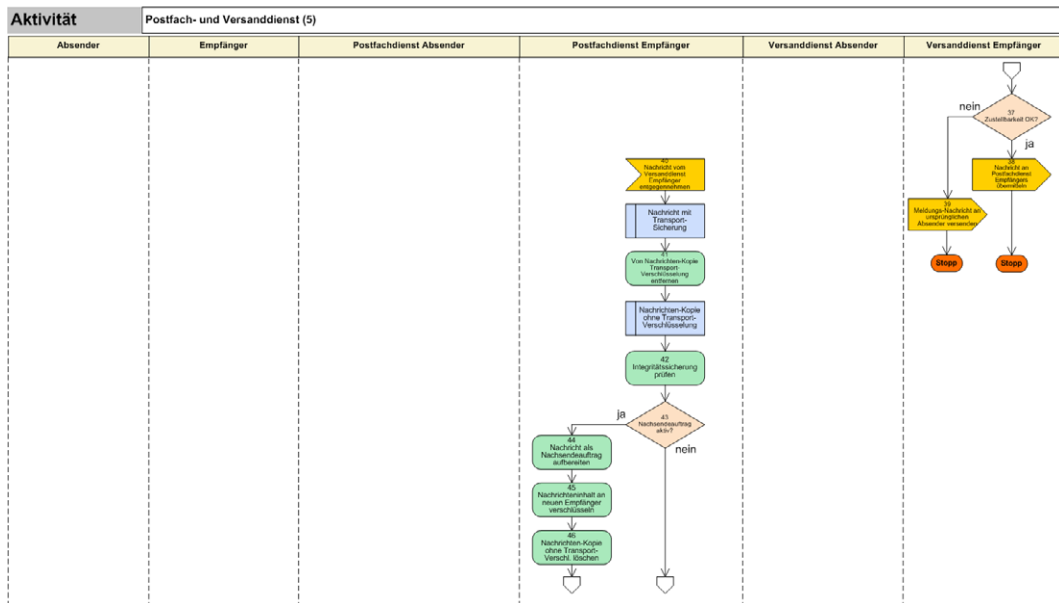 Aktivität
Postfach- und Versanddienst (5)
Absender
Empfänger
Postfachdienst Absender
Postfachdienst Empfänger
Versanddienst Absender
Versanddienst Empfänger
37
Zustellbarkeit OK?
nein
ja
38
Nachricht an
Postfachdienst
Empfängers
übermitteln
39
Meldungs-Nachricht an
ursprünglichen
Absender versenden
Stopp
Stopp
40
Nachricht vom
Versanddienst
Empfänger
entgegennehmen
Nachricht mit
Transport-
Sicherung
41
Von Nachrichten-Kopie
Transport-
Verschlüsselung
entfernen
Nachrichten-Kopie
ohne Transport-
Verschlüsselung
42
Integritätssicherung
prüfen
43
Nachsendeauftrag
aktiv?
ja
nein
44
Nachricht als
Nachsendeauftrag
aufbereiten
45
Nachrichteninhalt an
neuen Empfänger
verschlüsseln
46
Nachrichten-Kopie
ohne Transport-
Verschl. löschen